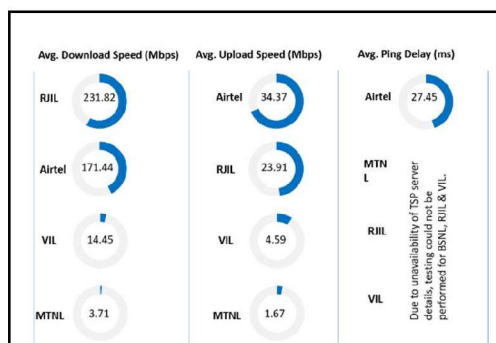 Avg. Download Speed (Mbps)
RJIL 231.82
Airtel 171.44
VIL 14.45
MTNL 3.71
Avg. Upload Speed (Mbps)
Airtel 34.37
RJIL 23.91
VIL 4.59
MTNL 1.67
Avg. Ping Delay (ms)
Airtel 27.45
MTN
L
RJIL
VIL
Due to unavailability of TSP server
details, testing could not be
performed for BSNL, RJIL & VIL.